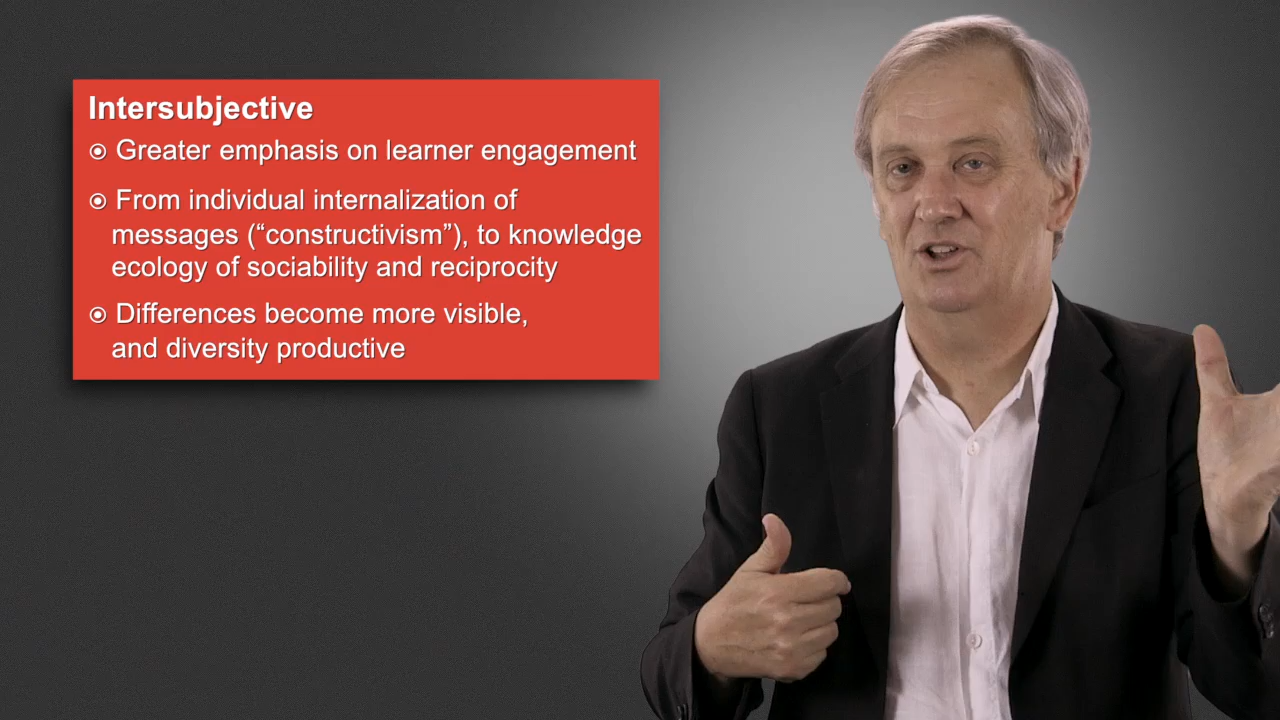 Intersubjective
⦿ Greater emphasis on learner engagement
⦿ From individual internalization of
messages (“constructivism”), to knowledge
ecology of sociability and reciprocity
⦿ Differences become more visible,
and diversity productive